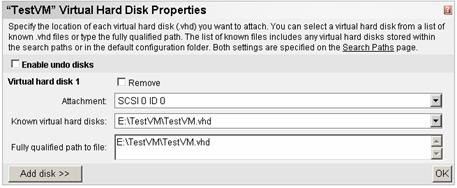 "TestVM" Virtual Hard Disk Properties
Specify the location of each virtual hard disk (.vhd) you want to attach. You can select a virtual hard disk from a list of
known .vhd files or type the fully qualified path. The list of known files includes any virtual hard disks stored within
the search paths or in the default configuration folder. Both settings are specified on the Search Paths page.
Enable undo disks
Virtual hard disk 1 Remove
Attachment: SCSI 0 ID 0
Known virtual hard disks: E:\TestVM\TestVM.vhd
Fully qualified path to file: E:\TestVM\TestVM.vhd
Add disk >> OK